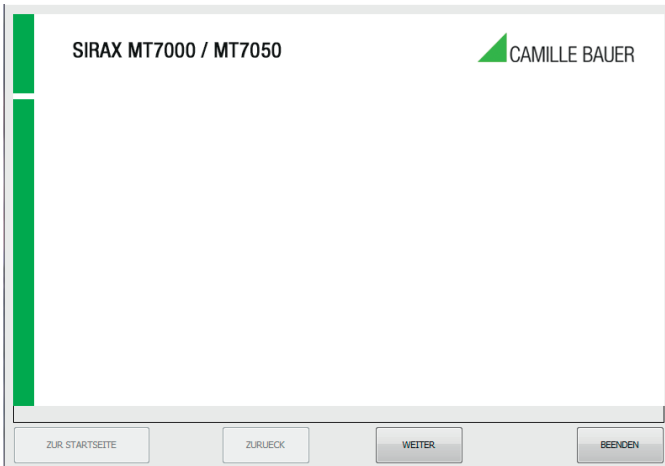 SIRAX MT7000 / MT7050
CAMILLE BAUER
ZUR STARTSEITE
ZURUECK
WEITER
BEENDEN